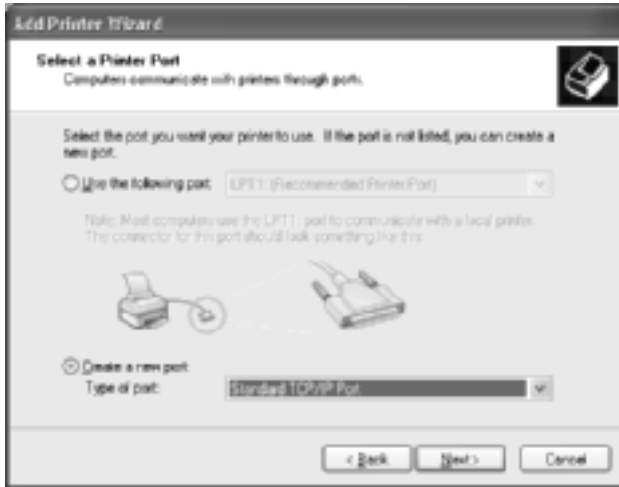 Add Printer Wizard
Select a Printer Port
Computers communicate with printers through ports.
Select the port you want your printer to use. If the port is not listed, you can create a
new port.
Use the following port: LPT1: (Recommended Printer Port)
Note: Most computers use the LPT1: port to communicate with a local printer.
The connector for this port should look something like this:
Create a new port:
Type of port: Standard TCP/IP Port
< Back Next > Cancel